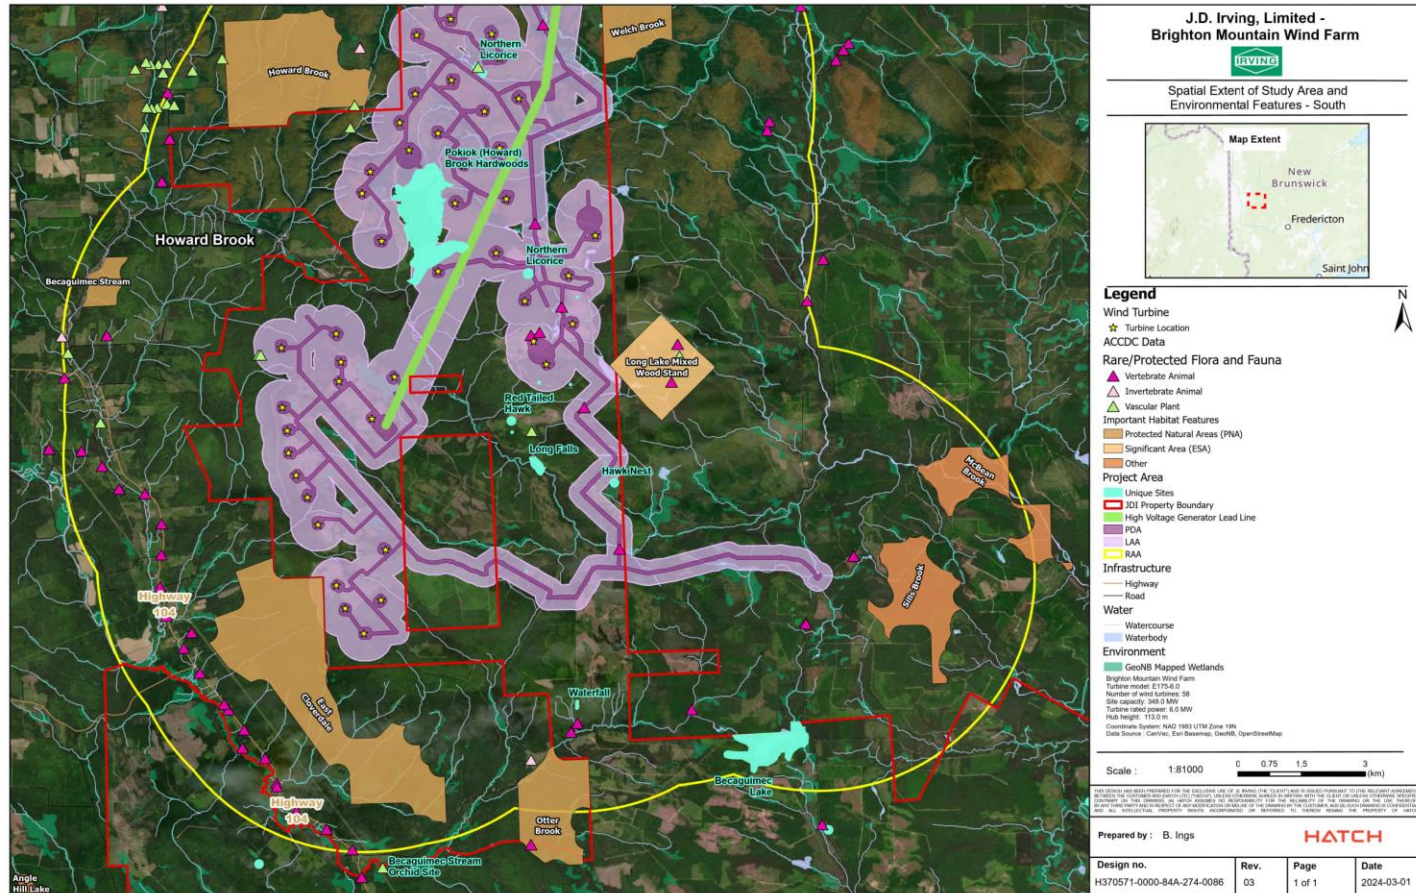 Welch Brook
Northern
Licorice
Howard Brook
Pokiok (Howard)
Brook Hardwoods
Howard Brook
Northern
Licorice
Becaguimec Stream
Long Lake Mixed
Wood Stand
Red Tailed
Hawk
Long Falls
Hawk Nest
McBean
Brook
Sills Brook
Highway
104
East
Cloverdale
Waterfall
Becaguimec
Lake
Highway
104
Otter
Brook
Becaguimec Stream
Orchid Site
Angle
Hill Lake
J.D. Irving, Limited -
Brighton Mountain Wind Farm
IRVING
Spatial Extent of Study Area and
Environmental Features - South
Map Extent
New
Brunswick
Fredericton
Saint John
Legend
N
Wind Turbine
Turbine Location
ACCDC Data
Rare/Protected Flora and Fauna
Vertebrate Animal
Invertebrate Animal
Vascular Plant
Important Habitat Features
Protected Natural Areas (PNA)
Significant Area (ESA)
Other
Project Area
Unique Sites
JDI Property Boundary
High Voltage Generator Lead Line
PDA
LAA
RAA
Infrastructure
Highway
Road
Water
Watercourse
Waterbody
Environment
GeoNB Mapped Wetlands
Brighton Mountain Wind Farm
Turbine model: E175-6.0
Number of wind turbines: 58
Site capacity: 348.0 MW
Turbine rated power: 6.0 MW
Hub height: 113.0 m
Coordinate System: NAD 1983 UTM Zone 19N
Data Source : CanVec, Esri Basemap, GeoNB, OpenStreetMap
Scale : 1:81000 0 0.75 1.5 3
(km)
Prepared by : B. Ings HATCH
Design no. Rev. Page Date
H370571-0000-84A-274-0086 03 1 of 1 2024-03-01